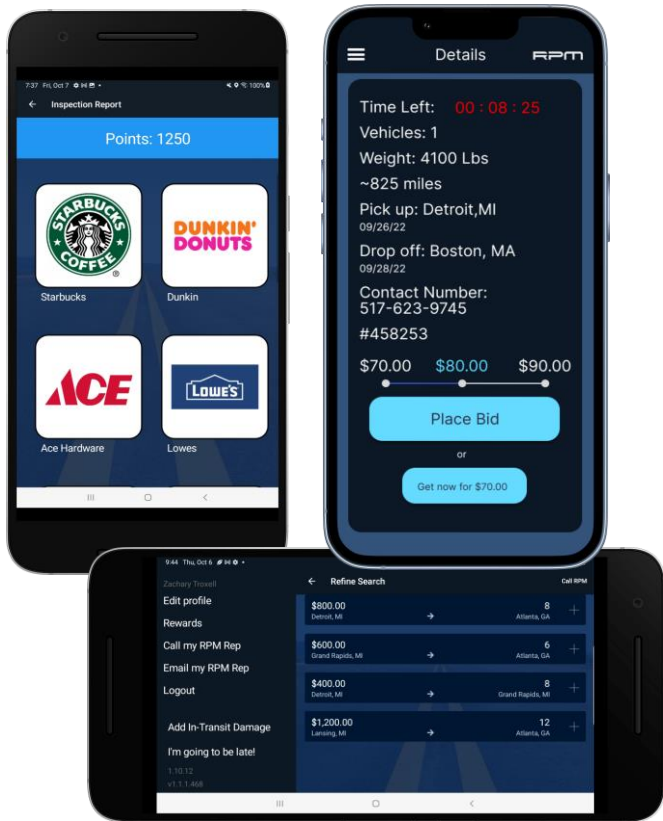 7:37 Fri, Oct 7
100%
← Inspection Report
Points: 1250
STARBUCKS
COFFEE
®
Starbucks
DUNKIN'
DONUTS
Dunkin
ACE
Ace Hardware
LOWE'S
Lowes
Details
RPM
Time Left: 00 : 08 : 25
Vehicles: 1
Weight: 4100 Lbs
~825 miles
Pick up: Detroit,MI
09/26/22
Drop off: Boston, MA
09/28/22
Contact Number:
517-623-9745
#458253
$70.00 $80.00 $90.00
Place Bid
or
Get now for $70.00
9:44 Thu, Oct 6
Zachary Troxell
Edit profile
Rewards
Call my RPM Rep
Email my RPM Rep
Logout
Add In-Transit Damage
I'm going to be late!
1.10.12
v1.1.1.468
← Refine Search
Call RPM
$800.00 8
Detroit, MI → Atlanta, GA
$600.00 6
Grand Rapids, MI → Atlanta, GA
$400.00 8
Detroit, MI → Grand Rapids, MI
$1,200.00 12
Lansing, MI → Atlanta, GA